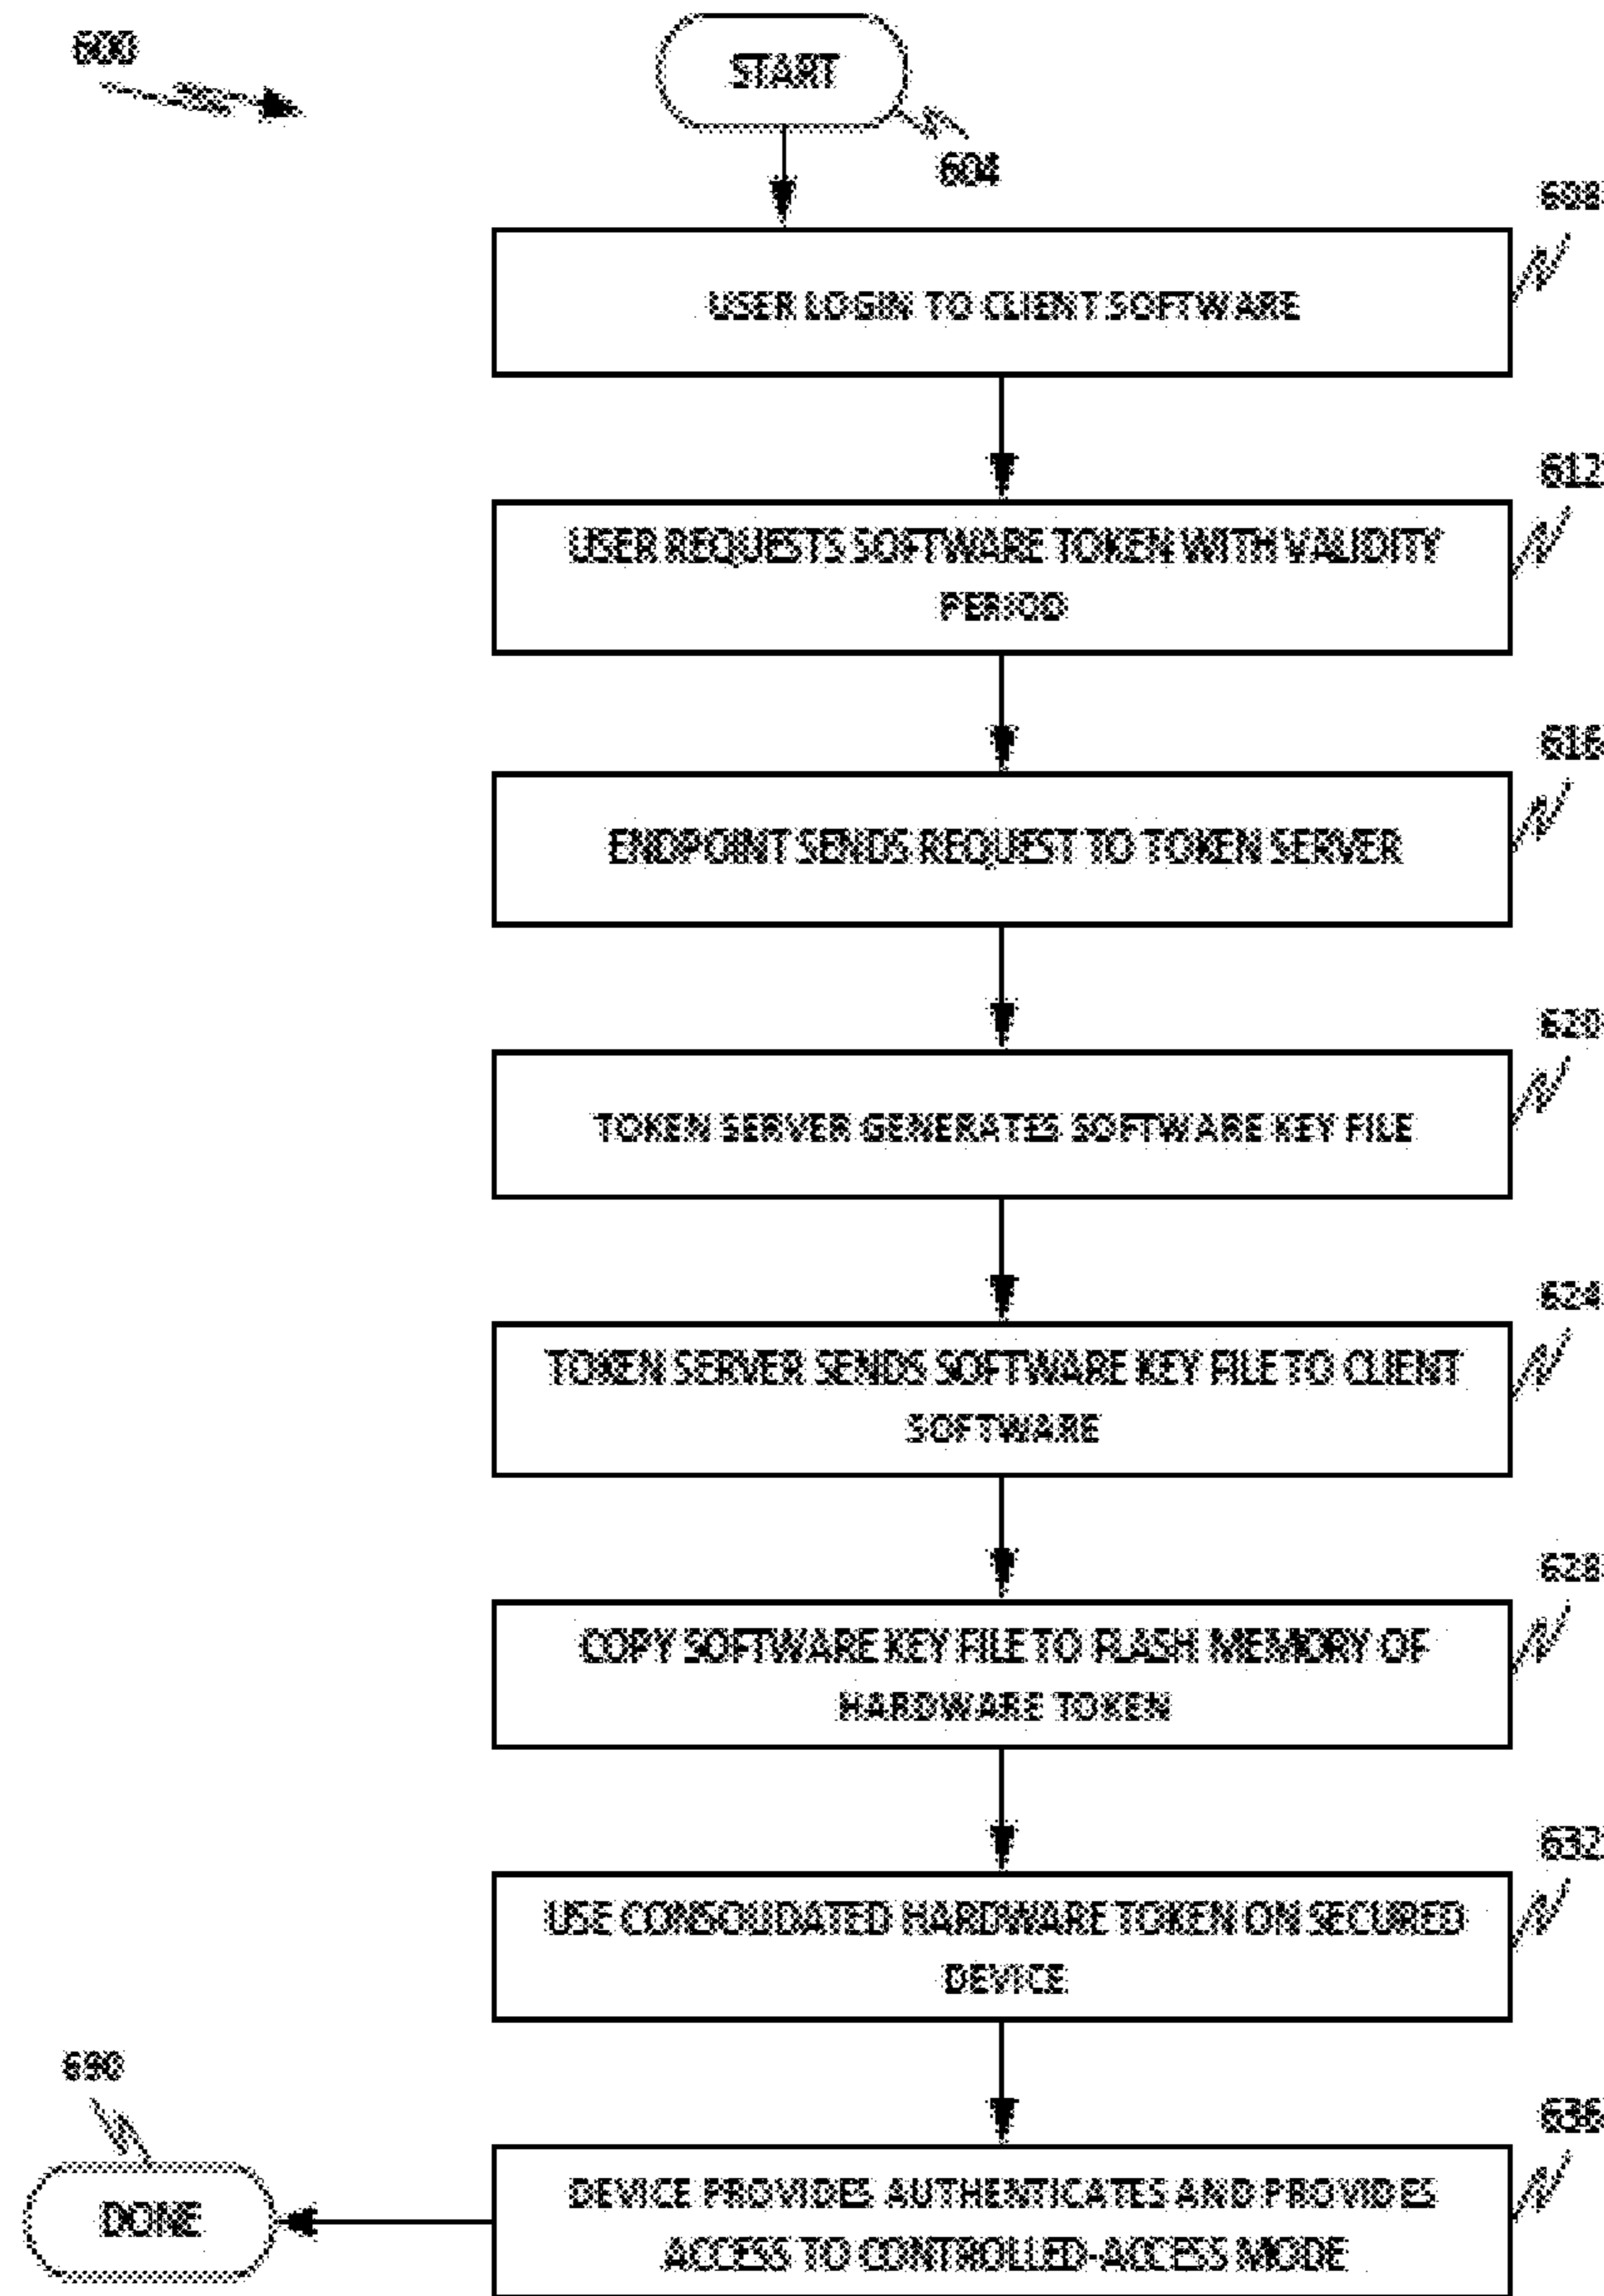 600
START
604
608
USER LOGIN TO CLIENT SOFTWARE
612
USER REQUESTS SOFTWARE TOKEN WITH VALIDITY
PERIOD
616
ENDPOINT SENDS REQUEST TO TOKEN SERVER
620
TOKEN SERVER GENERATES SOFTWARE KEY FILE
624
TOKEN SERVER SENDS SOFTWARE KEY FILE TO CLIENT
SOFTWARE
628
COPY SOFTWARE KEY FILE TO FLASH MEMORY OF
HARDWARE TOKEN
632
USE CONSOLIDATED HARDWARE TOKEN ON SECURED
DEVICE
690
636
DONE
DEVICE PROVIDES AUTHENTICATES AND PROVIDES
ACCESS TO CONTROLLED-ACCESS MODE